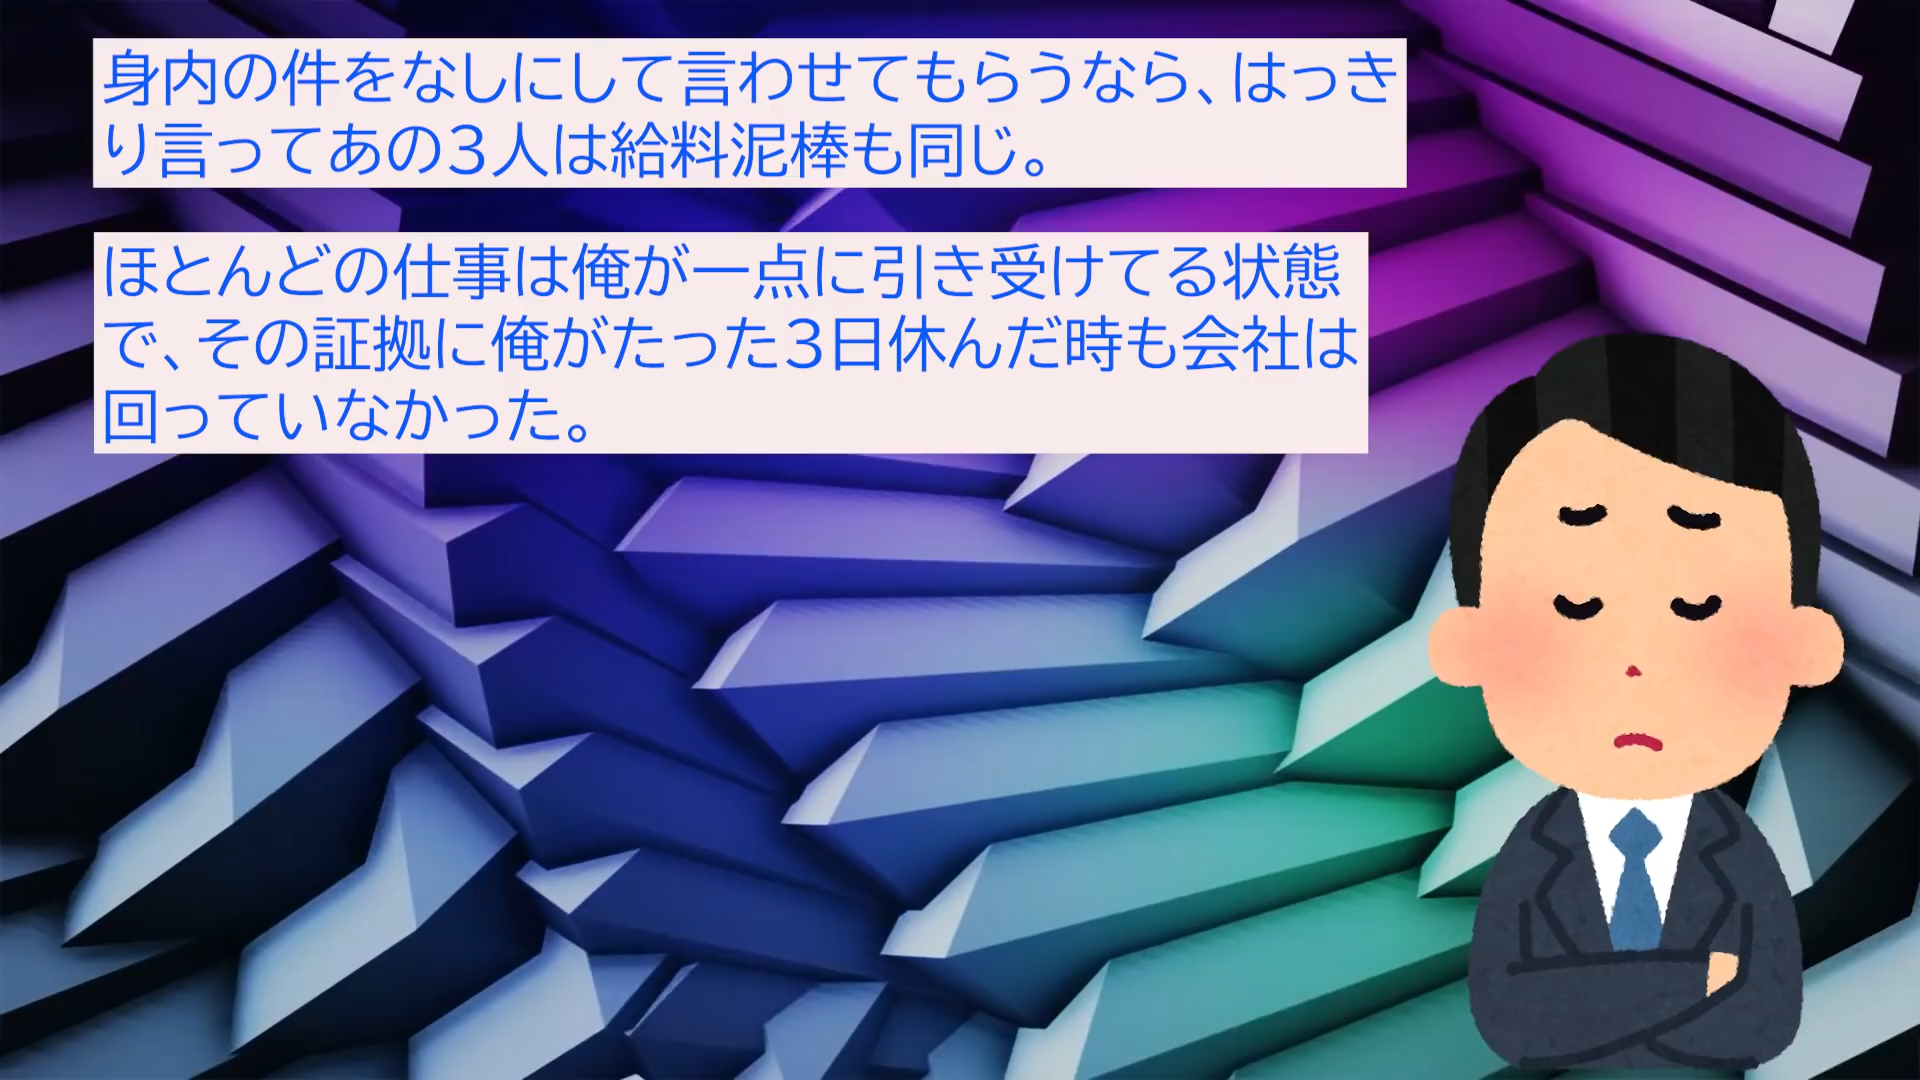 身内の件をなしにして言わせてもらうなら、はっき
り言ってあの３人は給料泥棒も同じ。
ほとんどの仕事は俺が一点に引き受けてる状態
で、その証拠に俺がたった３日休んだ時も会社は
回っていなかった。